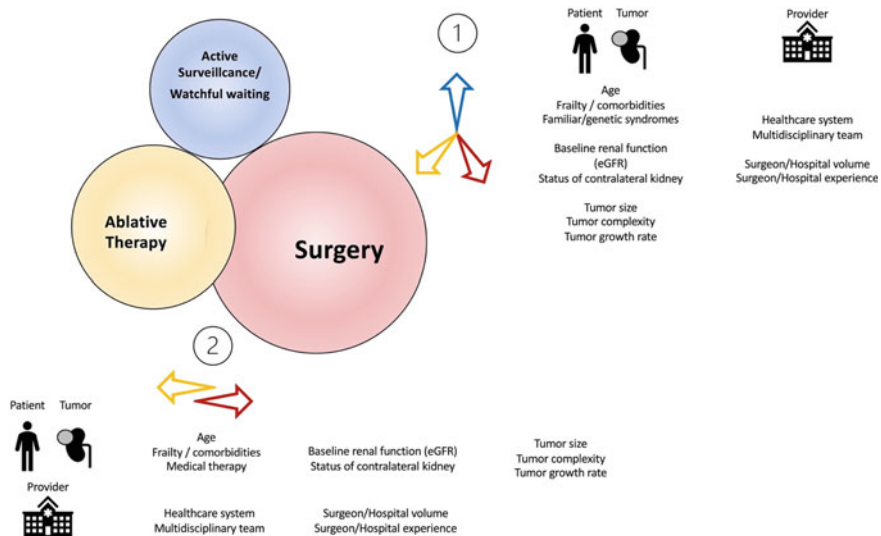 Active
Surveillcance/
Watchful waiting
Ablative
Therapy
Surgery
1
Patient Tumor
Age
Frailty / comorbidities
Familiar/genetic syndromes
Baseline renal function
(eGFR)
Status of contralateral kidney
Tumor size
Tumor complexity
Tumor growth rate
Provider
Healthcare system
Multidisciplinary team
Surgeon/Hospital volume
Surgeon/Hospital experience
2
Patient Tumor
Age
Frailty / comorbidities
Medical therapy
Baseline renal function (eGFR)
Status of contralateral kidney
Tumor size
Tumor complexity
Tumor growth rate
Provider
Healthcare system
Multidisciplinary team
Surgeon/Hospital volume
Surgeon/Hospital experience